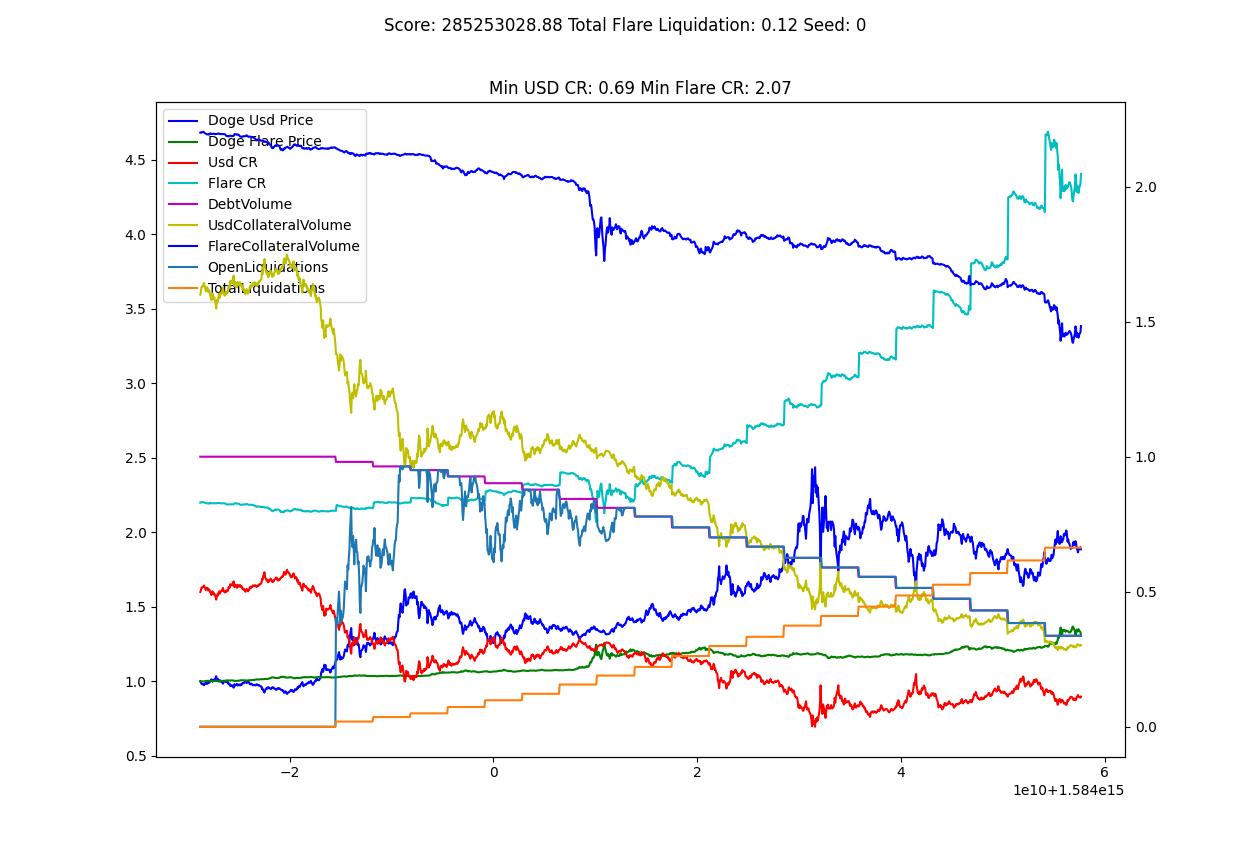 Score: 285253028.88 Total Flare Liquidation: 0.12 Seed: 0
Min USD CR: 0.69 Min Flare CR: 2.07
Doge Usd Price
Doge Flare Price
Usd CR
Flare CR
DebtVolume
UsdCollateralVolume
FlareCollateralVolume
OpenLiquidations
TotalLiquidations
4.5
4.0
3.5
3.0
2.5
2.0
1.5
1.0
0.5
2.0
1.5
1.0
0.5
0.0
−2
0
2
4
6
1e10+1.584e15